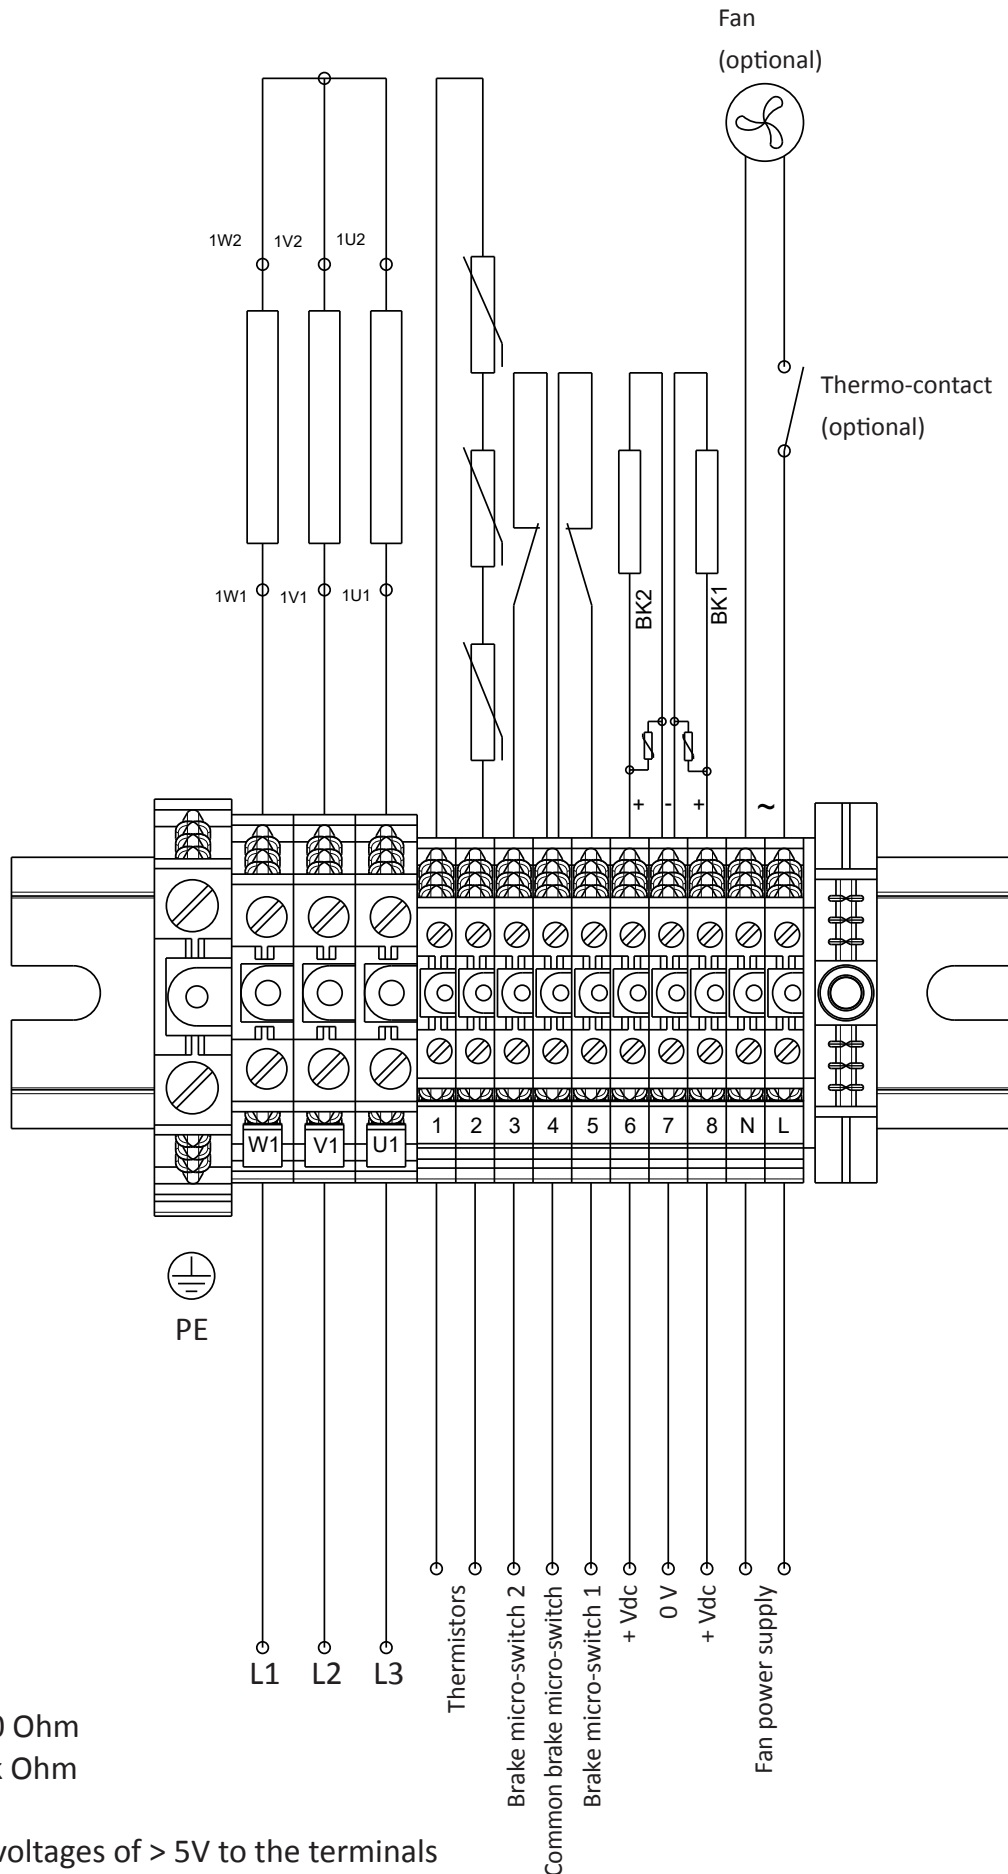 Fan
(optional)
1W2 1V2 1U2
Thermo-contact
(optional)
1W1 1V1 1U1
BK2
BK1
+ - + ~
W1 V1 U1 1 2 3 4 5 6 7 8 N L
PE
L1 L2 L3
Thermistors
Brake micro-switch 2
Common brake micro-switch
Brake micro-switch 1
+ Vdc
0 V
+ Vdc
Fan power supply
Ohm
Ohm
voltages of > 5V to the terminals